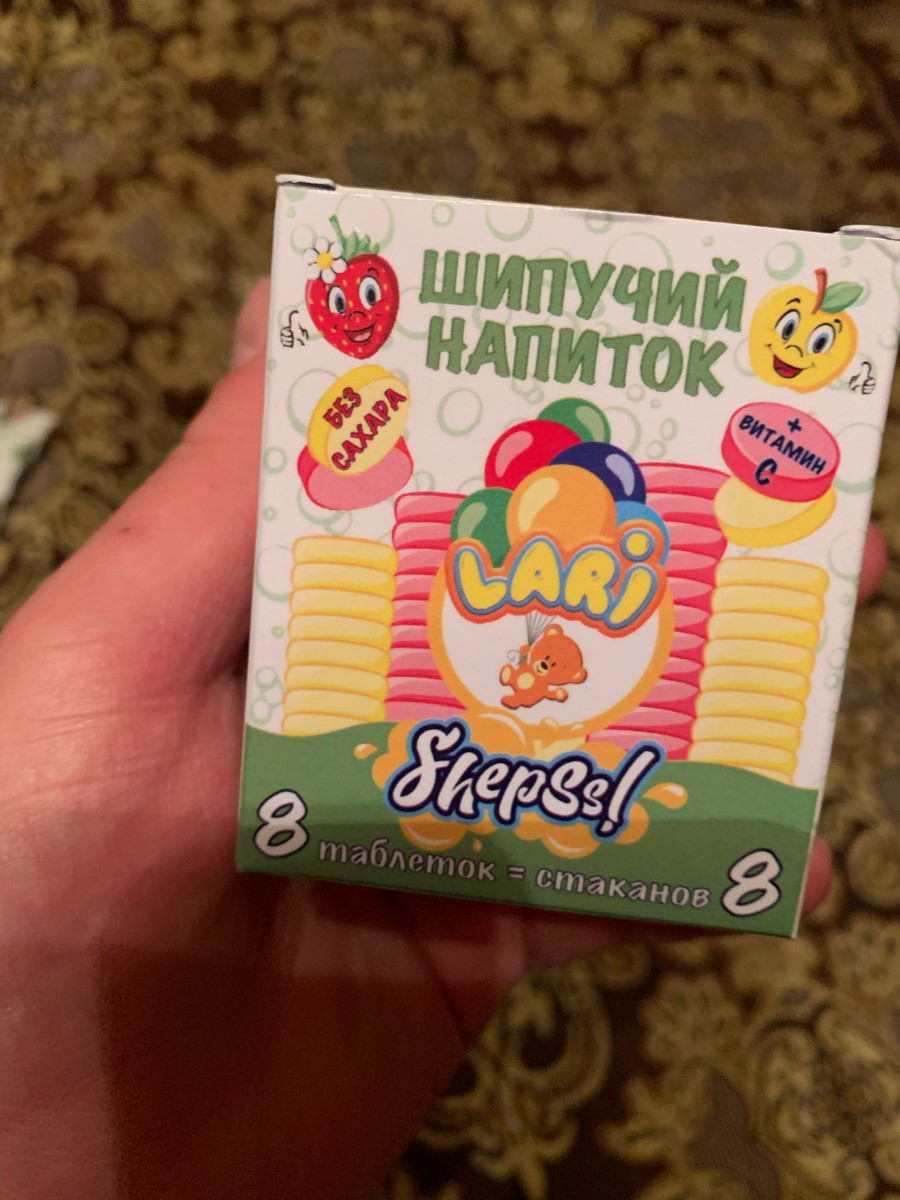 ШИПУЧИЙ
НАПИТОК
БЕЗ
САХАРА
+
ВИТАМИН
С
LARi
ShepSs!
8 таблеток = стаканов 8